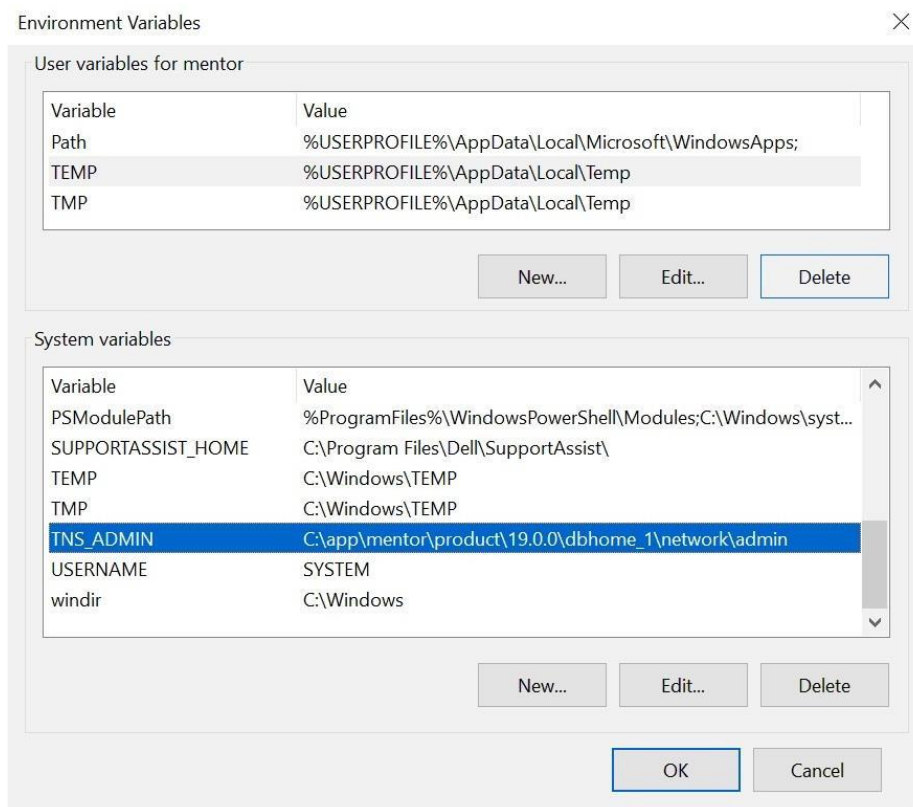 Environment Variables
User variables for mentor
Variable Value
Path %USERPROFILE%\AppData\Local\Microsoft\WindowsApps;
TEMP %USERPROFILE%\AppData\Local\Temp
TMP %USERPROFILE%\AppData\Local\Temp
New... Edit... Delete
System variables
Variable Value
PSModulePath %ProgramFiles%\WindowsPowerShell\Modules;C:\Windows\syst...
SUPPORTASSIST_HOME C:\Program Files\Dell\SupportAssist\
TEMP C:\Windows\TEMP
TMP C:\Windows\TEMP
TNS_ADMIN C:\app\mentor\product\19.0.0\dbhome_1\network\admin
USERNAME SYSTEM
windir C:\Windows
New... Edit... Delete
OK Cancel